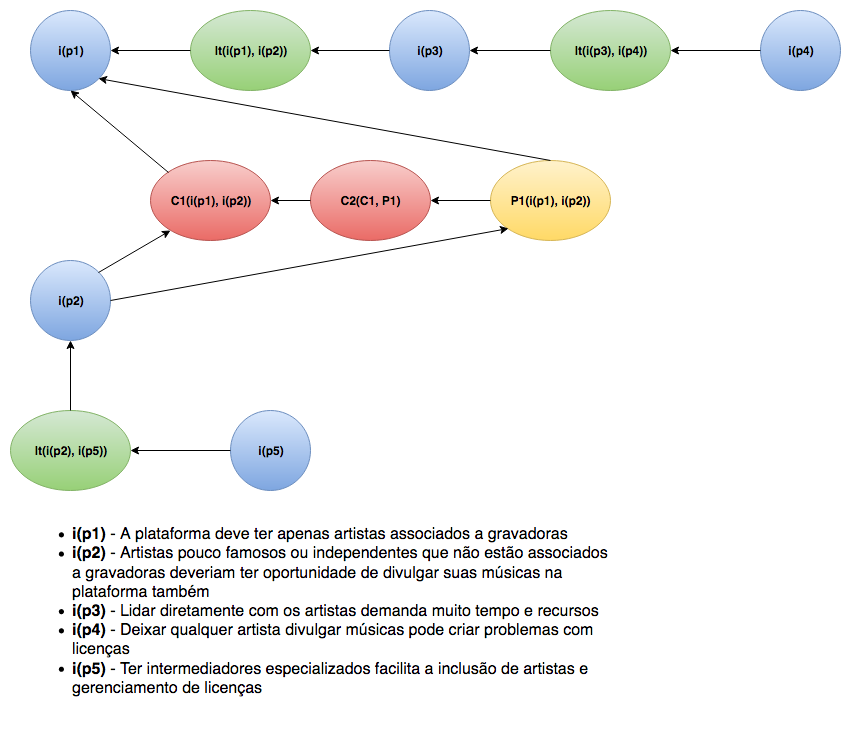 i(p1)
It(i(p1), i(p2))
i(p3)
It(i(p3), i(p4))
i(p4)
C1(i(p1), i(p2))
C2(C1, P1)
P1(i(p1), i(p2))
i(p2)
It(i(p2), i(p5))
i(p5)
• i(p1) - A plataforma deve ter apenas artistas associados a gravadoras
• i(p2) - Artistas pouco famosos ou independentes que não estão associados
a gravadoras deveriam ter oportunidade de divulgar suas músicas na
plataforma também
• i(p3) - Lidar diretamente com os artistas demanda muito tempo e recursos
• i(p4) - Deixar qualquer artista divulgar músicas pode criar problemas com
licenças
• i(p5) - Ter intermediadores especializados facilita a inclusão de artistas e
gerenciamento de licenças